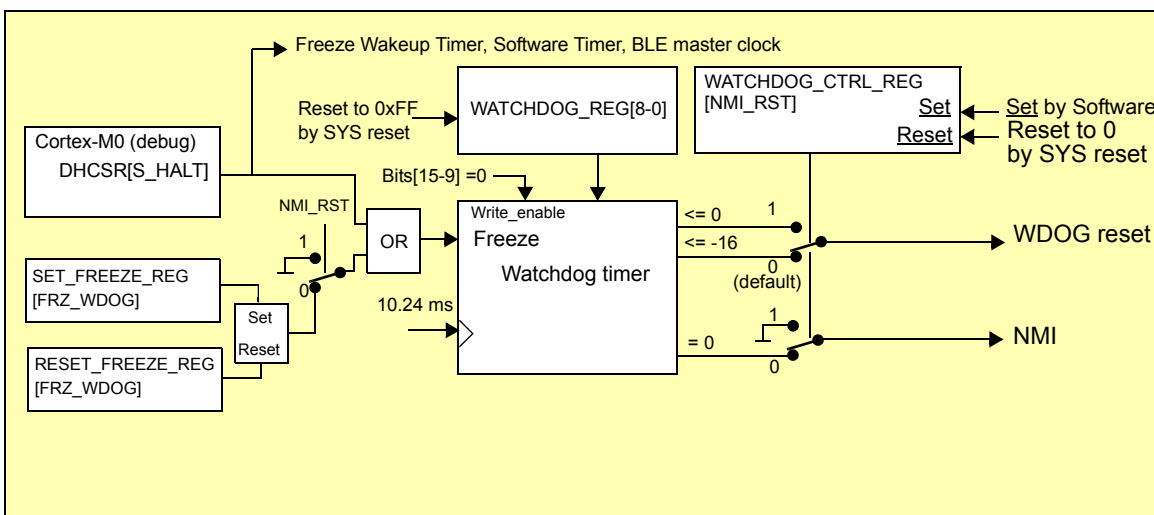 Freeze Wakeup Timer, Software Timer, BLE master clock
Reset to 0xFF
by SYS reset
WATCHDOG_REG[8-0]
WATCHDOG_CTRL_REG
[NMI_RST]
Set
Reset
Set by Software
Reset to 0
by SYS reset
Cortex-M0 (debug)
DHCSR[S_HALT]
Bits[15-9] =0
NMI_RST
1
0
OR
Write_enable
Freeze
Watchdog timer
10.24 ms
<= 0
<= -16
= 0
1
0
(default)
WDOG reset
1
0
NMI
SET_FREEZE_REG
[FRZ_WDOG]
Set
Reset
RESET_FREEZE_REG
[FRZ_WDOG]